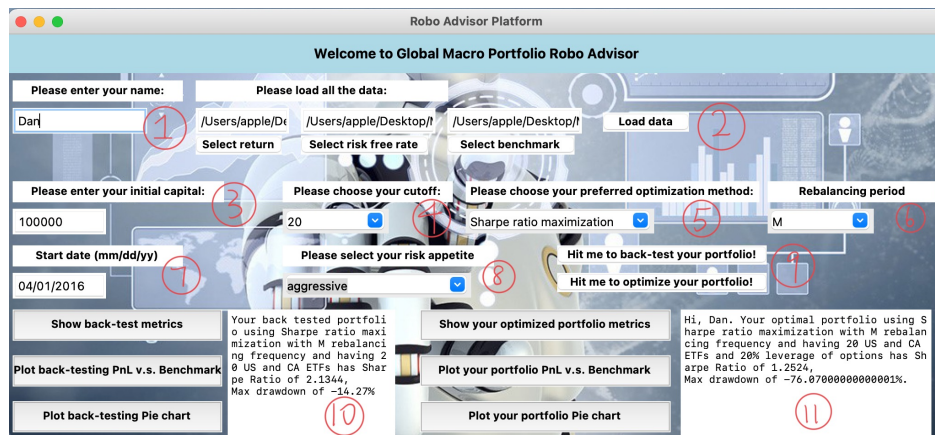 Robo Advisor Platform
Welcome to Global Macro Portfolio Robo Advisor
Please enter your name:
Please load all the data:
Dan
1
/Users/apple/De
/Users/apple/Desktop/M
/Users/apple/Desktop/M
Load data
2
Select return
Select risk free rate
Select benchmark
Please enter your initial capital:
3
Please choose your cutoff:
4
Please choose your preferred optimization method:
5
Rebalancing period
6
100000
20
Sharpe ratio maximization
M
Start date (mm/dd/yy)
7
Please select your risk appetite
8
Hit me to back-test your portfolio!
9
04/01/2016
aggressive
Hit me to optimize your portfolio!
Show back-test metrics
Plot back-testing PnL v.s. Benchmark
Plot back-testing Pie chart
Your back tested portfoli
o using Sharpe ratio maxi
mization with M rebalanci
ng frequency and having 2
0 US and CA ETFs has Shar
pe Ratio of 2.1344,
Max drawdown of -14.27%
10
Show your optimized portfolio metrics
Plot your portfolio PnL v.s. Benchmark
Plot your portfolio Pie chart
Hi, Dan. Your optimal portfolio using S
harpe ratio maximization with M rebalan
cing frequency and having 20 US and CA
ETFs and 20% leverage of options has Sh
arpe Ratio of 1.2524,
Max drawdown of -76.07000000000001%.
11